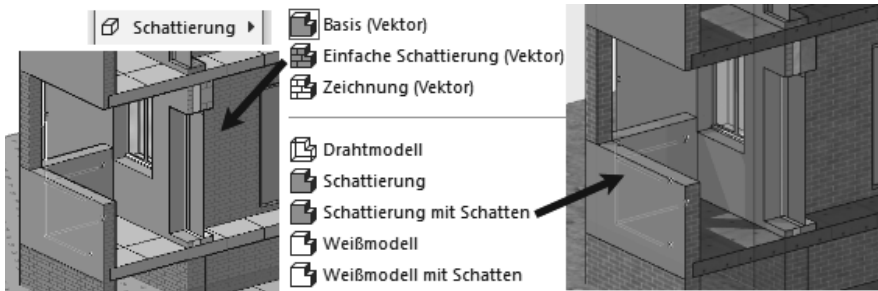 Schattierung
Basis (Vektor)
Einfache Schattierung (Vektor)
Zeichnung (Vektor)
Drahtmodell
Schattierung
Schattierung mit Schatten
Weißmodell
Weißmodell mit Schatten